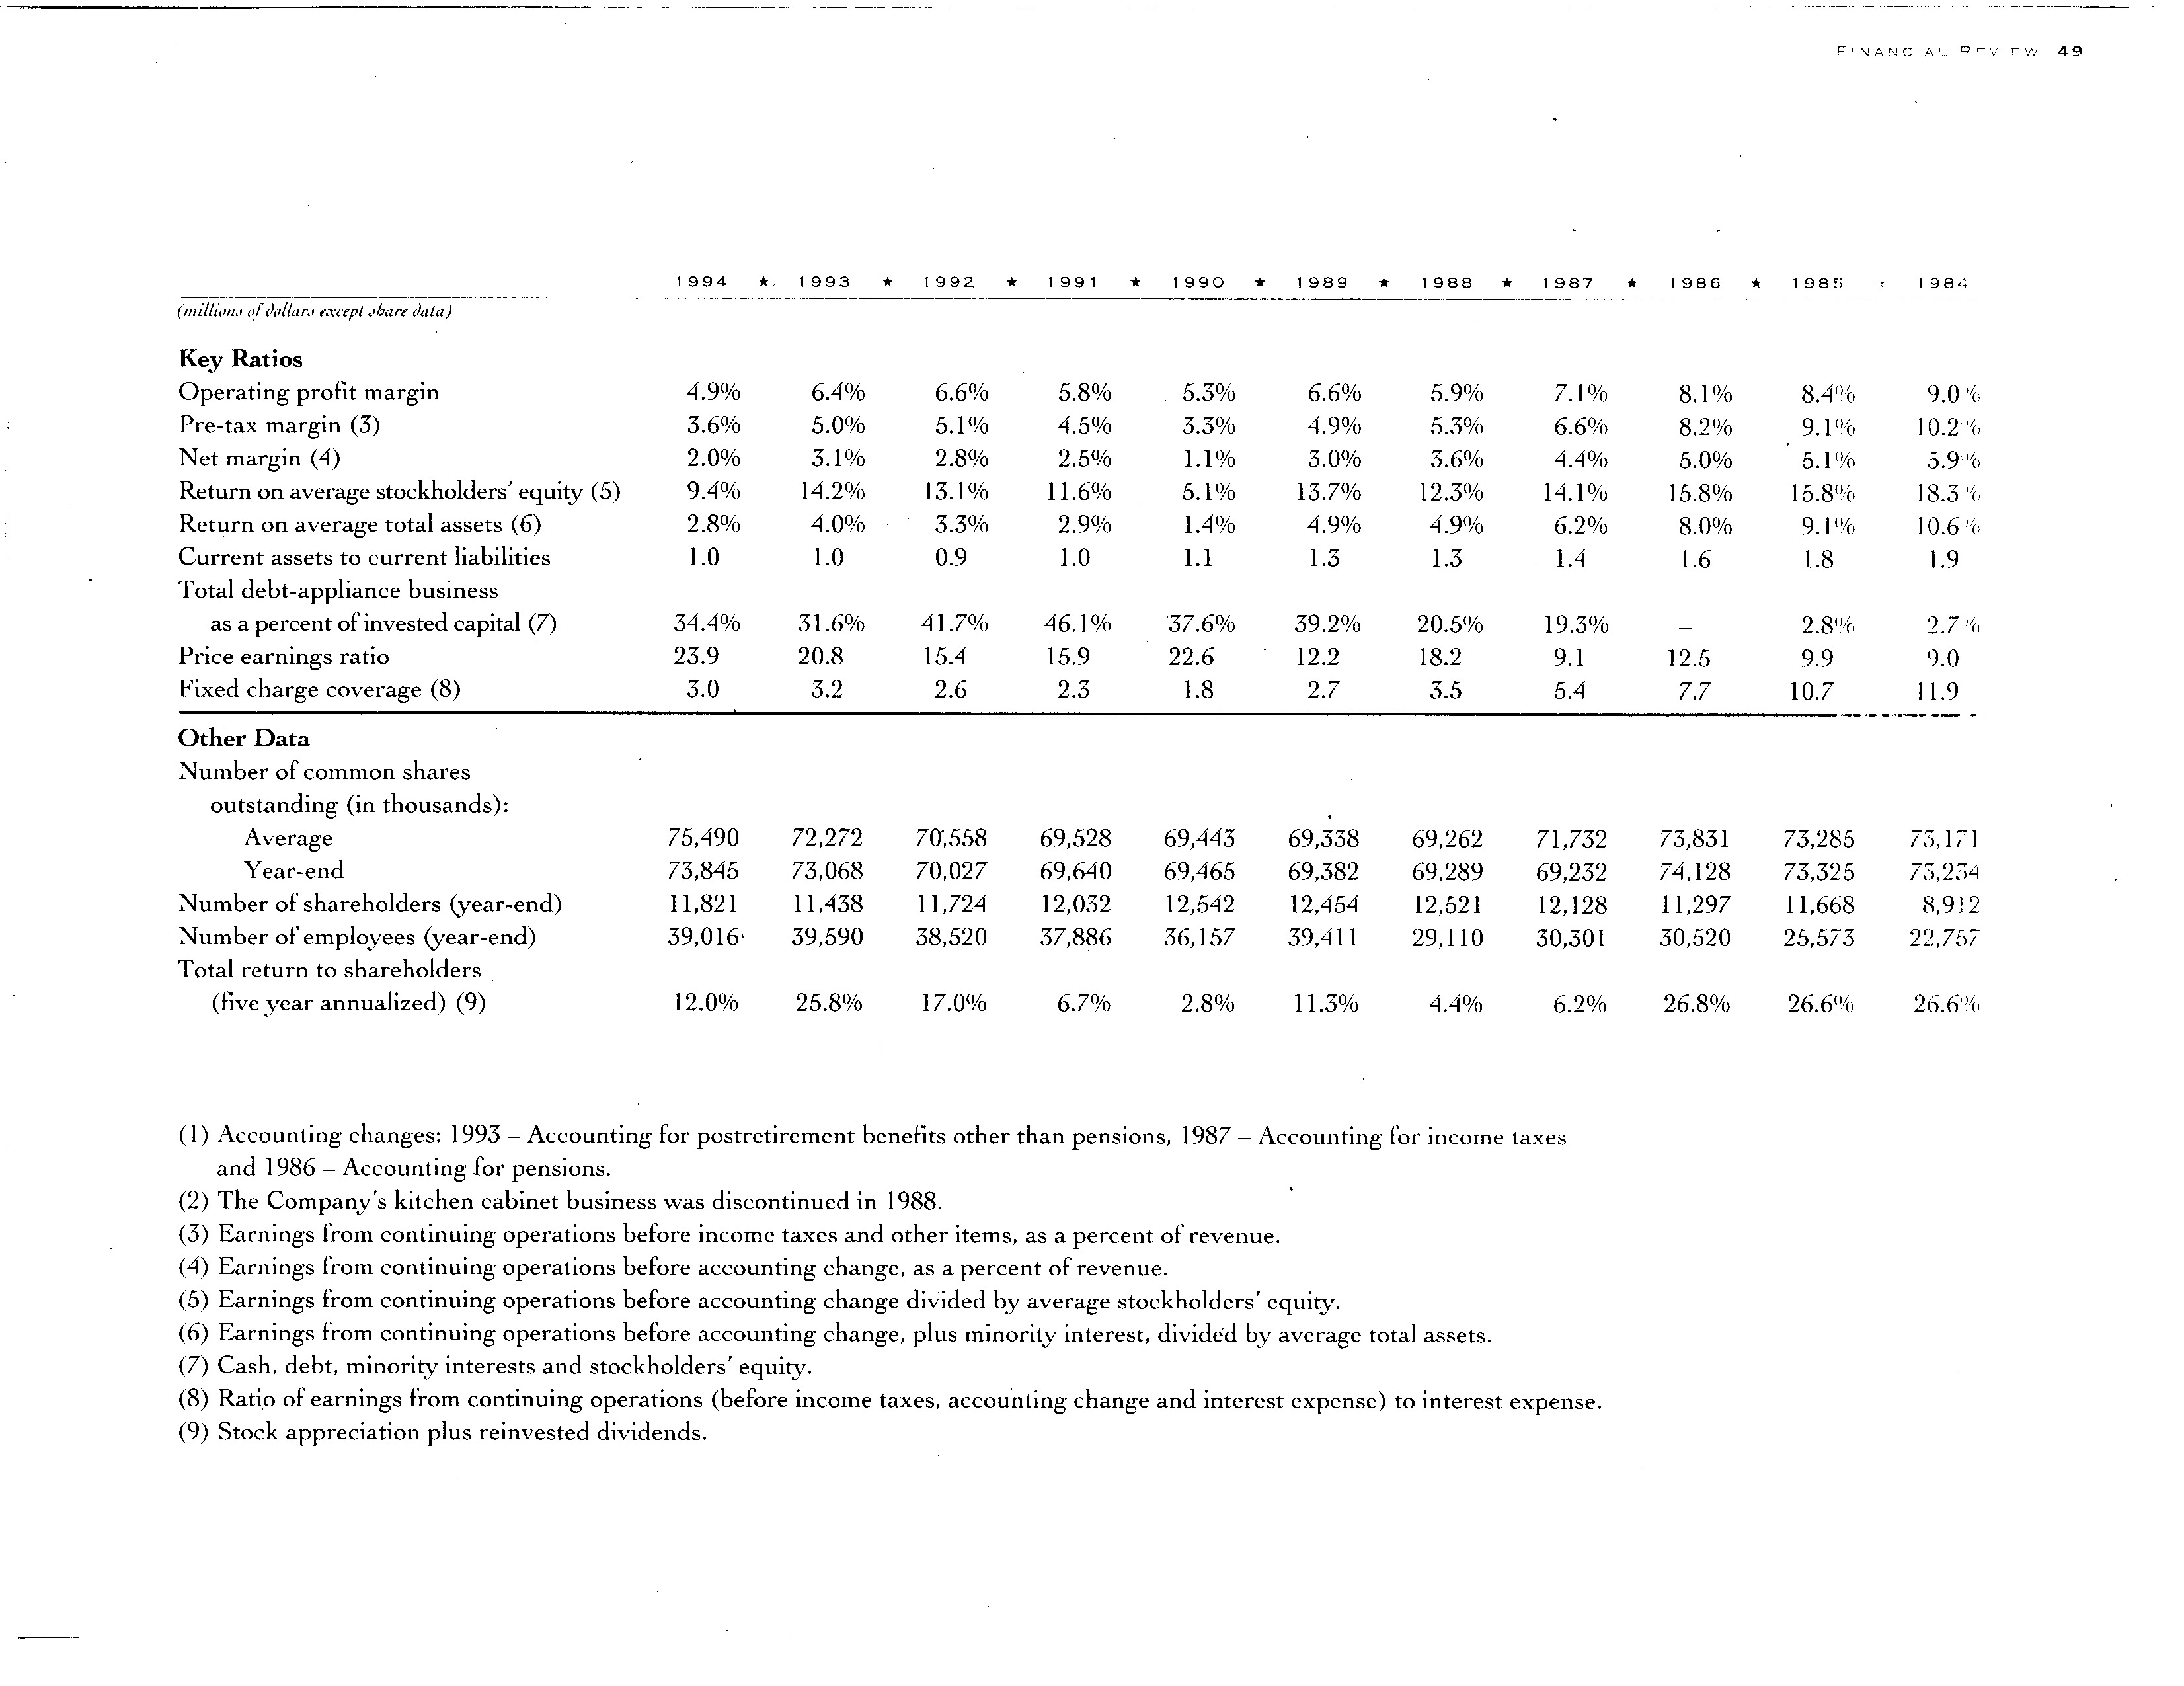 FINANCIAL REVIEW 49
1994 ★ 1993 ★ 1992 ★ 1991 ★ 1990 ★ 1989 ★ 1988 ★ 1987 ★ 1986 ★ 1985 ★ 1984
(millions of dollars except share data)
Key Ratios
Operating profit margin 4.9% 6.4% 6.6% 5.8% 5.3% 6.6% 5.9% 7.1% 8.1% 8.4% 9.0%
Pre-tax margin (3) 3.6% 5.0% 5.1% 4.5% 3.3% 4.9% 5.3% 6.6% 8.2% 9.1% 10.2%
Net margin (4) 2.0% 3.1% 2.8% 2.5% 1.1% 3.0% 3.6% 4.4% 5.0% 5.1% 5.9%
Return on average stockholders' equity (5) 9.4% 14.2% 13.1% 11.6% 5.1% 13.7% 12.3% 14.1% 15.8% 15.8% 18.3%
Return on average total assets (6) 2.8% 4.0% 3.3% 2.9% 1.4% 4.9% 4.9% 6.2% 8.0% 9.1% 10.6%
Current assets to current liabilities 1.0 1.0 0.9 1.0 1.1 1.3 1.3 1.4 1.6 1.8 1.9
Total debt-appliance business
as a percent of invested capital (7) 34.4% 31.6% 41.7% 46.1% 37.6% 39.2% 20.5% 19.3% – 2.8% 2.7%
Price earnings ratio 23.9 20.8 15.4 15.9 22.6 12.2 18.2 9.1 12.5 9.9 9.0
Fixed charge coverage (8) 3.0 3.2 2.6 2.3 1.8 2.7 3.5 5.4 7.7 10.7 11.9
Other Data
Number of common shares
outstanding (in thousands):
Average 75,490 72,272 70,558 69,528 69,443 69,338 69,262 71,732 73,831 73,285 73,171
Year-end 73,845 73,068 70,027 69,640 69,465 69,382 69,289 69,232 74,128 73,325 73,234
Number of shareholders (year-end) 11,821 11,438 11,724 12,032 12,542 12,454 12,521 12,128 11,297 11,668 8,912
Number of employees (year-end) 39,016 39,590 38,520 37,886 36,157 39,411 29,110 30,301 30,520 25,573 22,757
Total return to shareholders
(five year annualized) (9) 12.0% 25.8% 17.0% 6.7% 2.8% 11.3% 4.4% 6.2% 26.8% 26.6% 26.6%
(1) Accounting changes: 1993 – Accounting for postretirement benefits other than pensions, 1987 – Accounting for income taxes
and 1986 – Accounting for pensions.
(2) The Company's kitchen cabinet business was discontinued in 1988.
(3) Earnings from continuing operations before income taxes and other items, as a percent of revenue.
(4) Earnings from continuing operations before accounting change, as a percent of revenue.
(5) Earnings from continuing operations before accounting change divided by average stockholders' equity.
(6) Earnings from continuing operations before accounting change, plus minority interest, divided by average total assets.
(7) Cash, debt, minority interests and stockholders' equity.
(8) Ratio of earnings from continuing operations (before income taxes, accounting change and interest expense) to interest expense.
(9) Stock appreciation plus reinvested dividends.